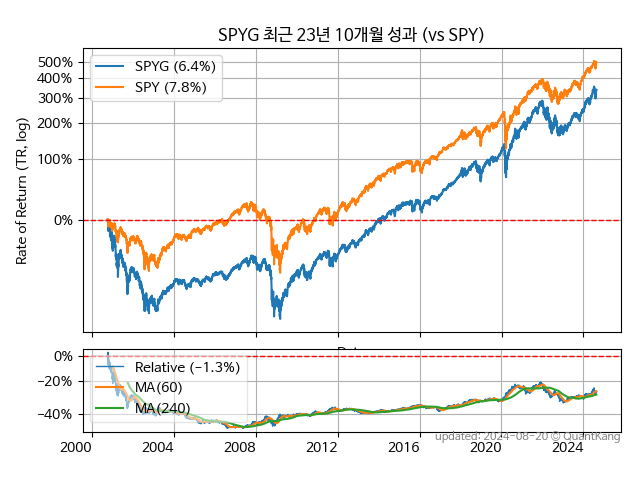 SPYG 최근 23년 10개월 성과 (vs SPY)
Rate of Return (TR, log)
500%
400%
300%
200%
100%
0%
SPYG (6.4%)
SPY (7.8%)
0%
−20%
−40%
Relative (−1.3%)
MA(60)
MA(240)
2000 2004 2008 2012 2016 2020 2024
updated: 2024-08-20 © QuantKang